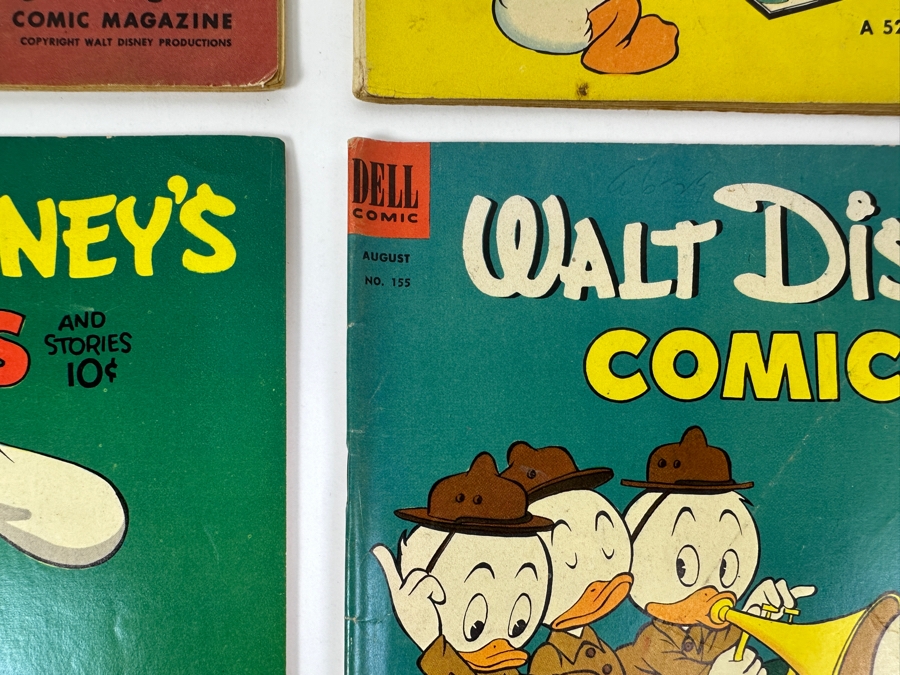 COMIC MAGAZINE
COPYRIGHT WALT DISNEY PRODUCTIONS
A 52
NEY'S
S
AND
STORIES
10¢
DELL
COMIC
AUGUST
NO. 155
WALT DIS
COMIC